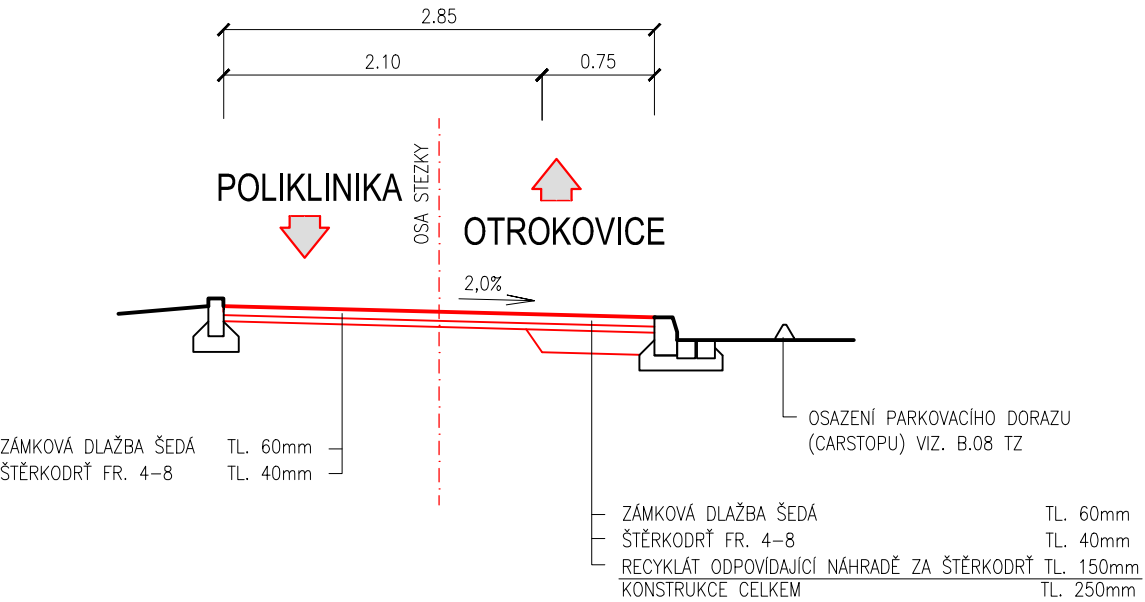 2.85
2.10 0.75
OSA STEZKY
POLIKLINIKA
OTROKOVICE
2,0%
OSAZENÍ PARKOVACÍHO DORAZU
(CARSTOPU) VIZ. B.08 TZ
ZÁMKOVÁ DLAŽBA ŠEDÁ TL. 60mm
ŠTĚRKODRŤ FR. 4-8 TL. 40mm
ZÁMKOVÁ DLAŽBA ŠEDÁ TL. 60mm
ŠTĚRKODRŤ FR. 4-8 TL. 40mm
RECYKLÁT ODPOVÍDAJÍCÍ NÁHRADĚ ZA ŠTĚRKODRŤ TL. 150mm
KONSTRUKCE CELKEM TL. 250mm